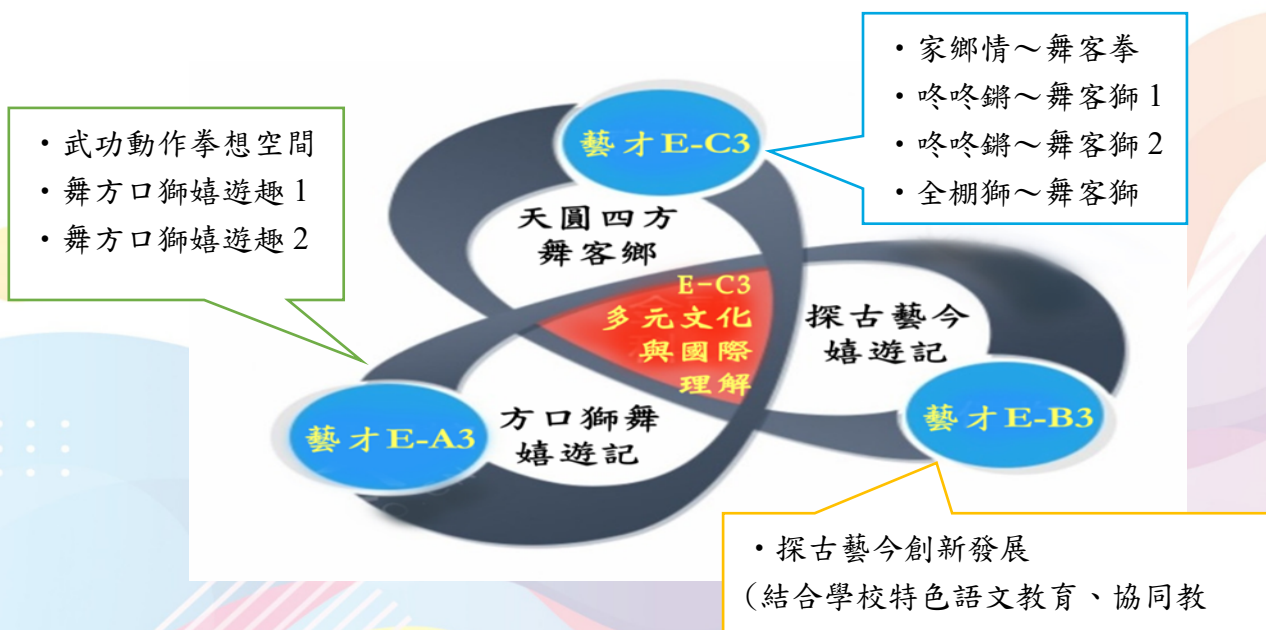 ・家鄉情～舞客拳
・咚咚鏘～舞客獅 1
・咚咚鏘～舞客獅 2
・全棚獅～舞客獅
・武功動作拳想空間
・舞方口獅嬉遊趣 1
・舞方口獅嬉遊趣 2
藝才E-C3
天圓四方
舞客鄉
E-C3
多元文化
與國際
理解
探古藝今
嬉遊記
藝才E-A3
方口獅舞
嬉遊記
藝才E-B3
・探古藝今創新發展
（結合學校特色語文教育、協同教